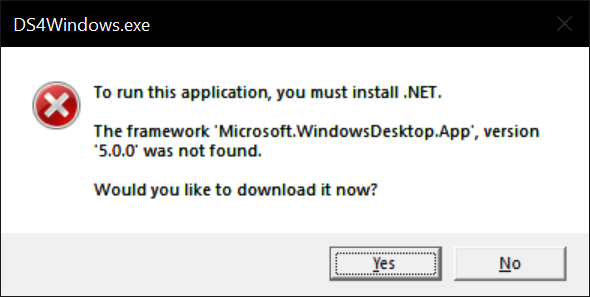 DS4Windows.exe
To run this application, you must install .NET.
The framework 'Microsoft.WindowsDesktop.App', version
'5.0.0' was not found.
Would you like to download it now?
Yes
No